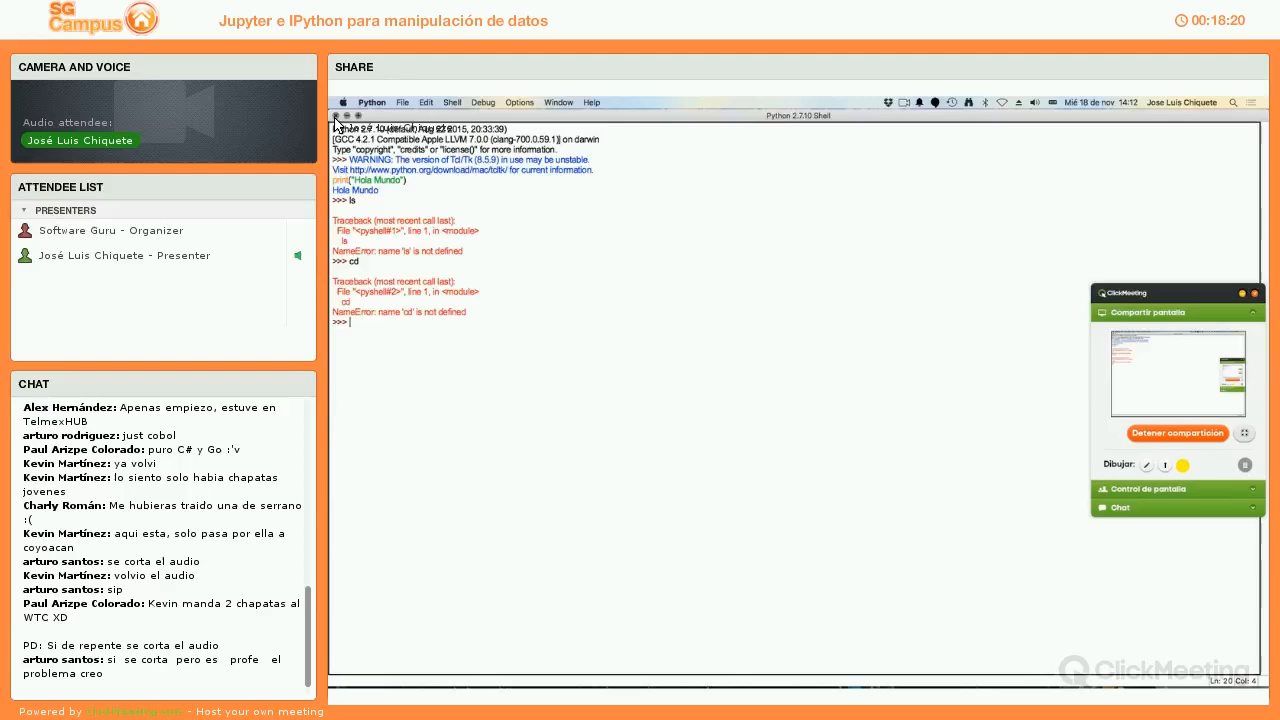 SG
Campus
Jupyter e IPython para manipulación de datos
00:18:20
CAMERA AND VOICE
Audio attendee:
José Luis Chiquete
ATTENDEE LIST
PRESENTERS
Software Guru - Organizer
José Luis Chiquete - Presenter
CHAT
Alex Hernández: Apenas empiezo, estuve en
TelmexHUB
arturo rodriguez: just cobol
Paul Arizpe Colorado: puro C# y Go :'v
Kevin Martínez: ya volvi
Kevin Martínez: lo siento solo habia chapatas
jovenes
Charly Román: Me hubieras traido una de serrano
:(
Kevin Martínez: aqui esta, solo pasa por ella a
coyoacan
arturo santos: se corta el audio
Kevin Martínez: volvio el audio
arturo santos: sip
Paul Arizpe Colorado: Kevin manda 2 chapatas al
WTC XD
PD: Si de repente se corta el audio
arturo santos: si se corta pero es profe el
problema creo
Powered by ClickMeeting.com - Host your own meeting
SHARE
Python File Edit Shell Debug Options Window Help
Mié 18 de nov 14:12 Jose Luis Chiquete
Python 2.7.10 Shell
2015, 20:33:39)
[GCC 4.2.1 Compatible Apple LLVM 7.0.0 (clang-700.0.59.1)] on darwin
Type "copyright", "credits" or "license()" for more information.
>>> WARNING: The version of Tcl/Tk (8.5.9) in use may be unstable.
Visit http://www.python.org/download/mac/tcltk/ for current information.
print("Hola Mundo")
Hola Mundo
>>> ls
Traceback (most recent call last):
File "<pyshell#1>", line 1, in <module>
ls
NameError: name 'ls' is not defined
>>> cd
Traceback (most recent call last):
File "<pyshell#2>", line 1, in <module>
cd
NameError: name 'cd' is not defined
>>>
ClickMeeting
Compartir pantalla
Detener compartición
Dibujar:
Control de pantalla
Chat
ClickMeeting
Ln: 20 Col: 4